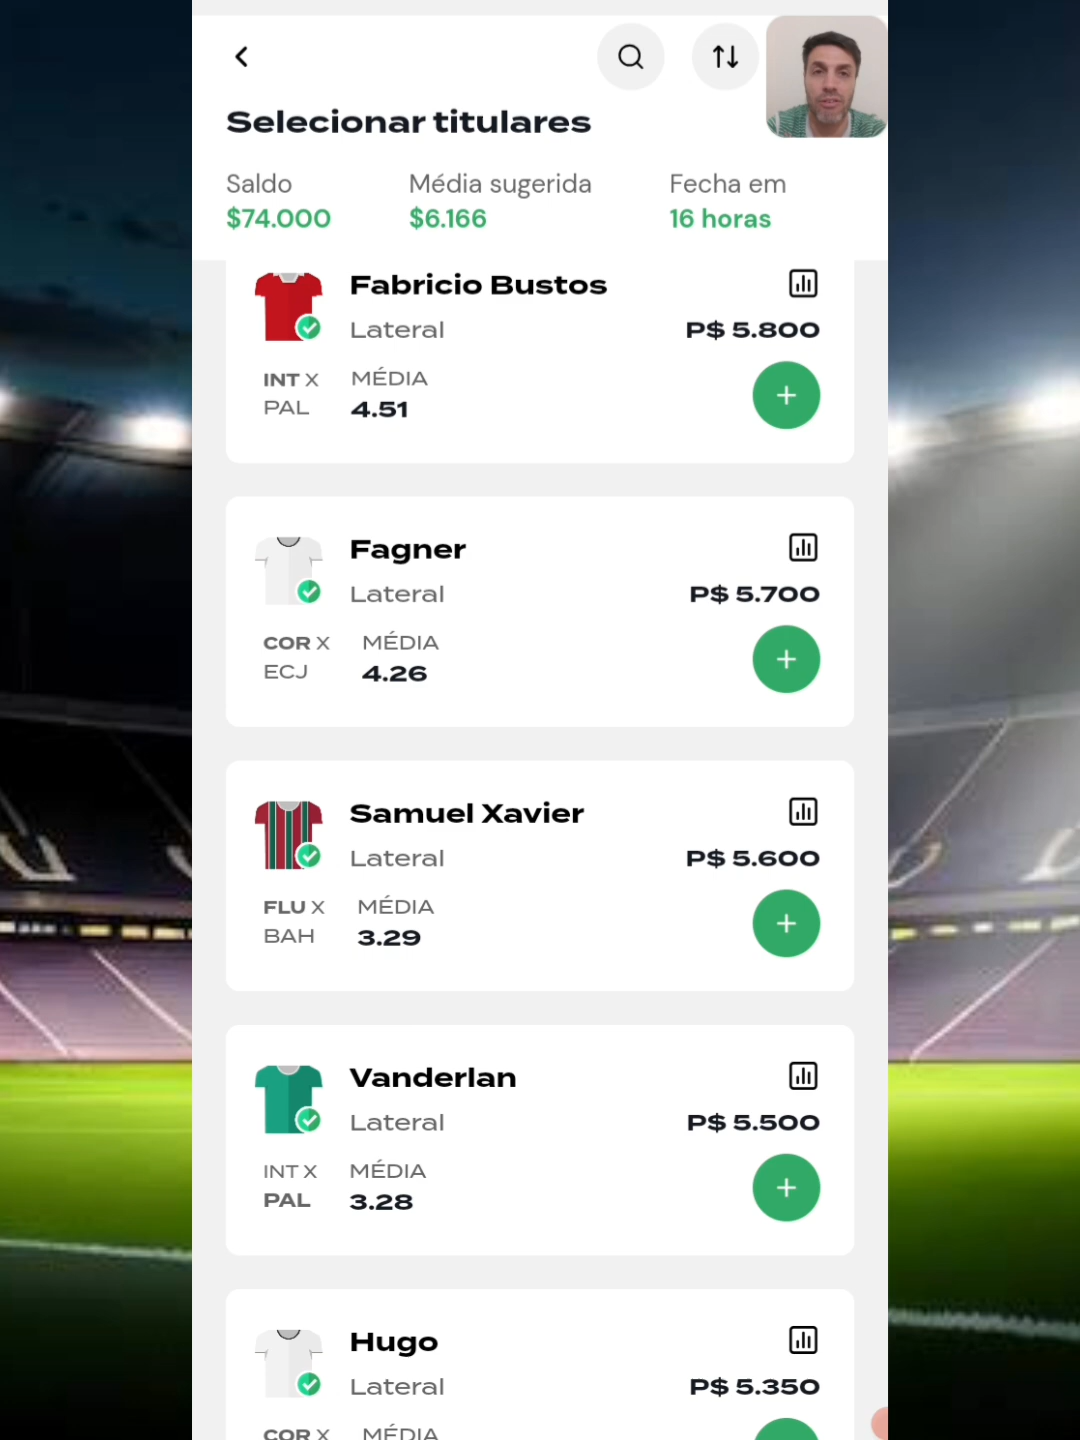 Selecionar titulares
Saldo Média sugerida Fecha em
$74.000 $6.166 16 horas
Fabricio Bustos
Lateral P$ 5.800
INT X MÉDIA
PAL 4.51
Fagner
Lateral P$ 5.700
COR X MÉDIA
ECJ 4.26
Samuel Xavier
Lateral P$ 5.600
FLU X MÉDIA
BAH 3.29
Vanderlan
Lateral P$ 5.500
INT X MÉDIA
PAL 3.28
Hugo
Lateral P$ 5.350
COR X MÉDIA